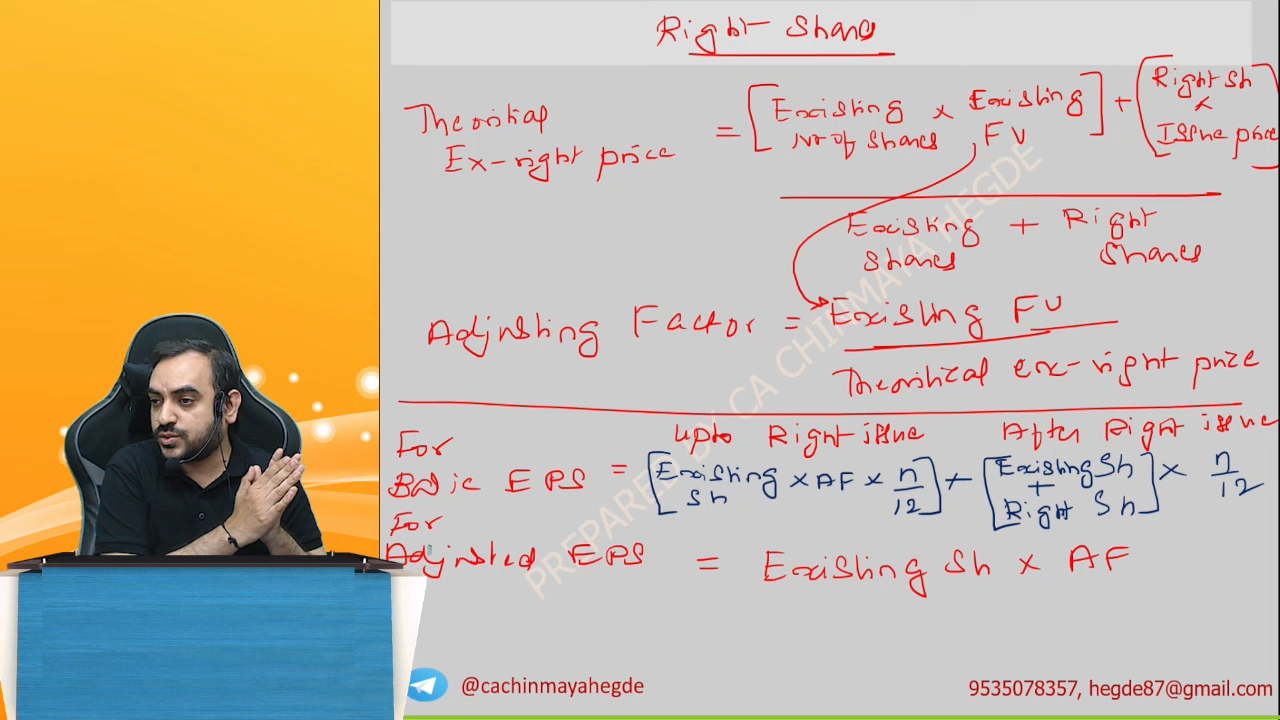 Right Shares
Theoritical
Ex-right price
= [Existing Nr of shares × Existing FV] + [Right Sh × Issue price]
Existing shares + Right shares
Adjusting Factor = Existing FV
Theoritical ex-right price
For Basic EPS
upto Right issue After Right issue
= [Existing Sh × AF × n/12] + [Existing Sh + Right Sh] × n/12
For
Adjusted EPS = Existing Sh × AF
PREPARED BY CA CHINMAYA HEGDE
@cachinmayahegde
9535078357, hegde87@gmail.com